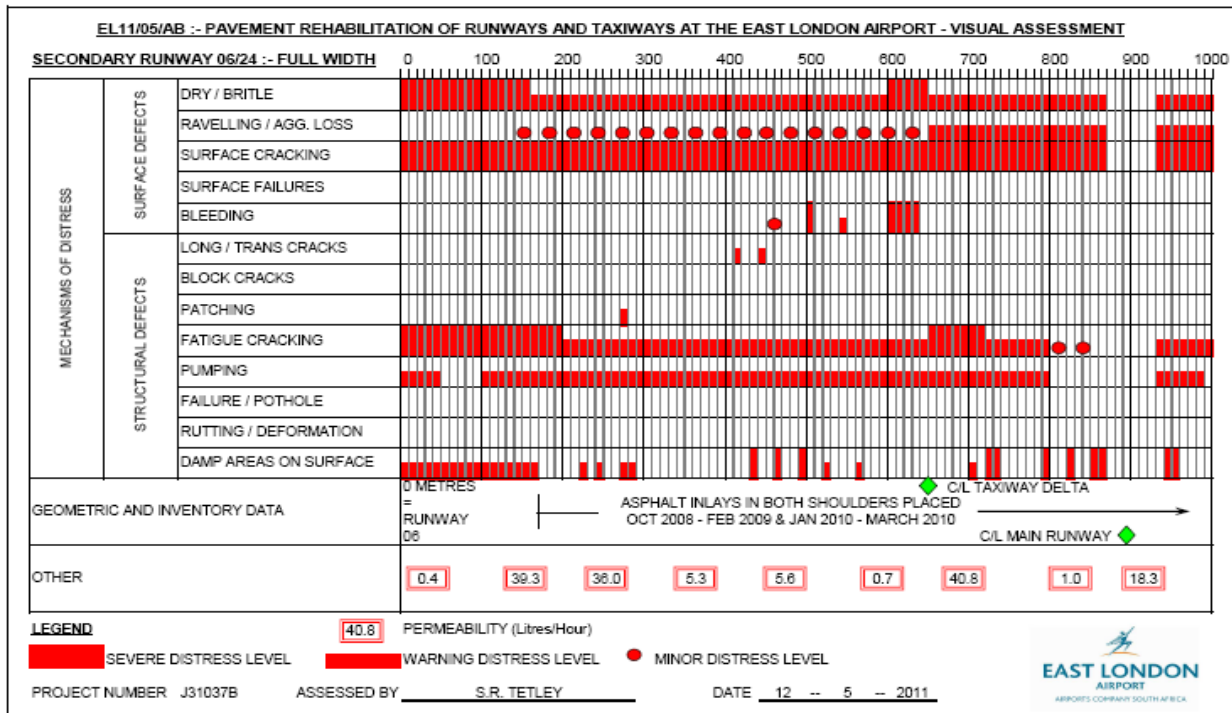 EL11/05/AB :- PAVEMENT REHABILITATION OF RUNWAYS AND TAXIWAYS AT THE EAST LONDON AIRPORT - VISUAL ASSESSMENT
SECONDARY RUNWAY 06/24 :- FULL WIDTH 0 100 200 300 400 500 600 700 800 900 1000
MECHANISMS OF DISTRESS
SURFACE DEFECTS
DRY / BRITLE
RAVELLING / AGG. LOSS
SURFACE CRACKING
SURFACE FAILURES
BLEEDING
STRUCTURAL DEFECTS
LONG / TRANS CRACKS
BLOCK CRACKS
PATCHING
FATIGUE CRACKING
PUMPING
FAILURE / POTHOLE
RUTTING / DEFORMATION
DAMP AREAS ON SURFACE
GEOMETRIC AND INVENTORY DATA
0 METRES
=
RUNWAY
06
C/L TAXIWAY DELTA
ASPHALT INLAYS IN BOTH SHOULDERS PLACED
OCT 2008 - FEB 2009 & JAN 2010 - MARCH 2010
C/L MAIN RUNWAY
OTHER 0.4 39.3 36.0 5.3 5.6 0.7 40.8 1.0 18.3
LEGEND 40.8 PERMEABILITY (Litres/Hour)
SEVERE DISTRESS LEVEL WARNING DISTRESS LEVEL MINOR DISTRESS LEVEL
PROJECT NUMBER J31037B ASSESSED BY S.R. TETLEY DATE 12 -- 5 -- 2011
EAST LONDON
AIRPORT
AIRPORTS COMPANY SOUTH AFRICA